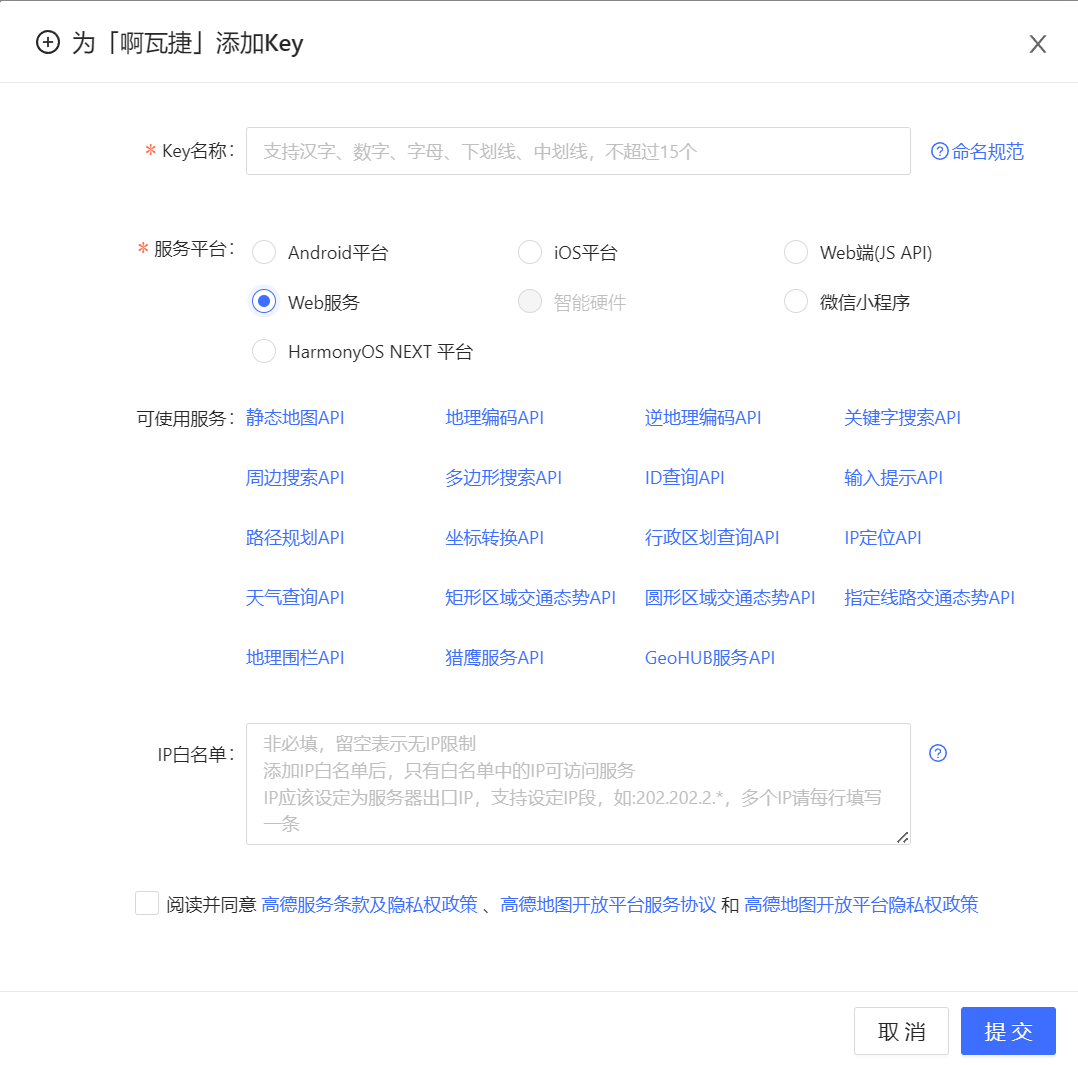 为「啊瓦捷」添加Key
* Key名称：
支持汉字、数字、字母、下划线、中划线，不超过15个
命名规范
* 服务平台：
Android平台 iOS平台 Web端(JS API)
Web服务 智能硬件 微信小程序
HarmonyOS NEXT 平台
可使用服务： 静态地图API 地理编码API 逆地理编码API 关键字搜索API
周边搜索API 多边形搜索API ID查询API 输入提示API
路径规划API 坐标转换API 行政区划查询API IP定位API
天气查询API 矩形区域交通态势API 圆形区域交通态势API 指定线路交通态势API
地理围栏API 猎鹰服务API GeoHUB服务API
IP白名单：
非必填，留空表示无IP限制
添加IP白名单后，只有白名单中的IP可访问服务
IP应该设定为服务器出口IP，支持设定IP段，如:202.202.2.*，多个IP请每行填写
一条
阅读并同意 高德服务条款及隐私权政策 、高德地图开放平台服务协议 和 高德地图开放平台隐私权政策
取 消 提 交